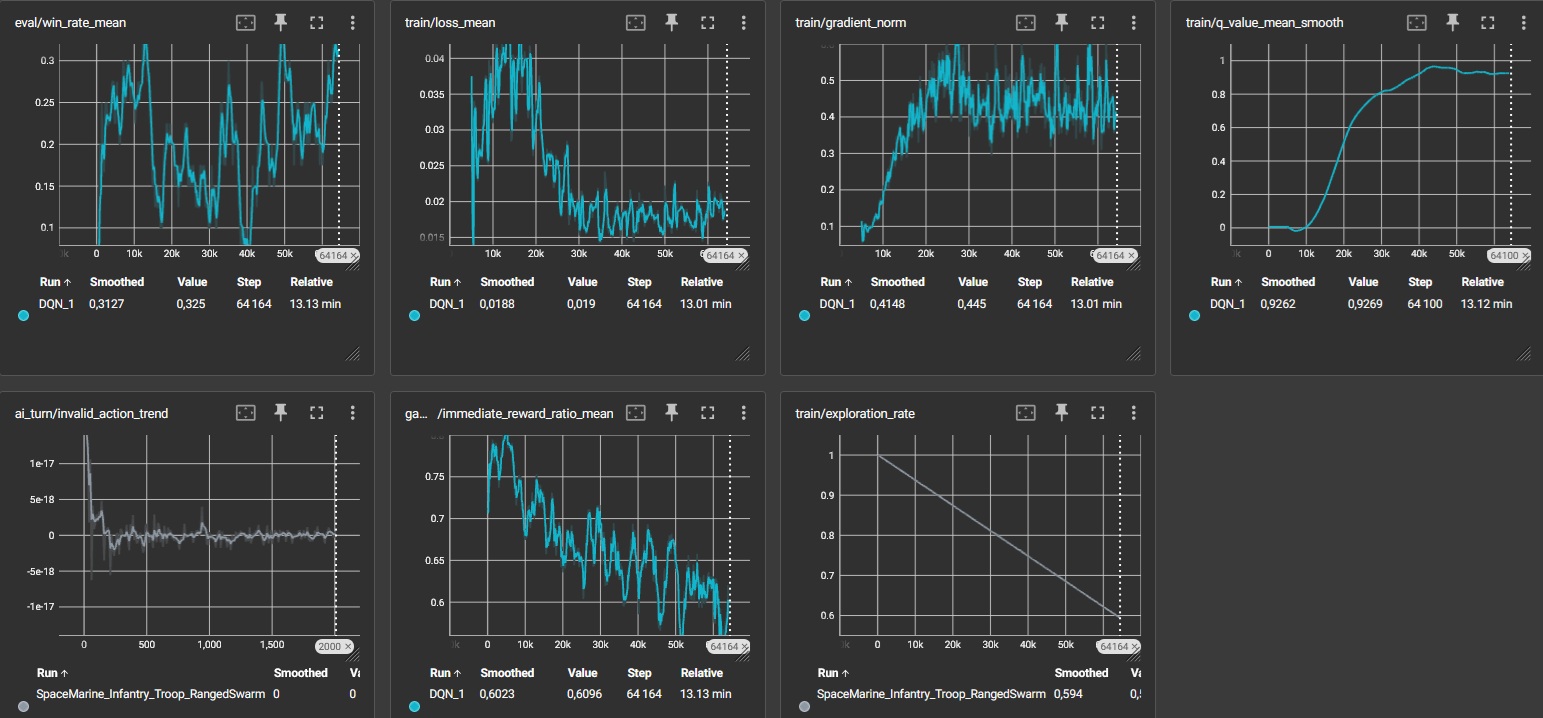 eval/win_rate_mean
0.3
0.25
0.2
0.15
0.1
0 10k 20k 30k 40k 50k 64164 ×
Run ↑ Smoothed Value Step Relative
DQN_1 0,3127 0,325 64 164 13.13 min
train/loss_mean
0.04
0.035
0.03
0.025
0.02
0.015
10k 20k 30k 40k 50k 64164 ×
Run ↑ Smoothed Value Step Relative
DQN_1 0,0188 0,019 64 164 13.01 min
train/gradient_norm
0.5
0.4
0.3
0.2
0.1
10k 20k 30k 40k 50k 64164 ×
Run ↑ Smoothed Value Step Relative
DQN_1 0,4148 0,445 64 164 13.01 min
train/q_value_mean_smooth
1
0.8
0.6
0.4
0.2
0
0 10k 20k 30k 40k 50k 64100 ×
Run ↑ Smoothed Value Step Relative
DQN_1 0,9262 0,9269 64 100 13.12 min
ai_turn/invalid_action_trend
1e-17
5e-18
0
-5e-18
-1e-17
0 500 1,000 1,500 2000 ×
Run ↑ Smoothed Va
SpaceMarine_Infantry_Troop_RangedSwarm 0 0
ga... /immediate_reward_ratio_mean
0.75
0.7
0.65
0.6
0 10k 20k 30k 40k 50k 64164 ×
Run ↑ Smoothed Value Step Relative
DQN_1 0,6023 0,6096 64 164 13.13 min
train/exploration_rate
1
0.9
0.8
0.7
0.6
0 10k 20k 30k 40k 50k 64164 ×
Run ↑ Smoothed Va
SpaceMarine_Infantry_Troop_RangedSwarm 0,594